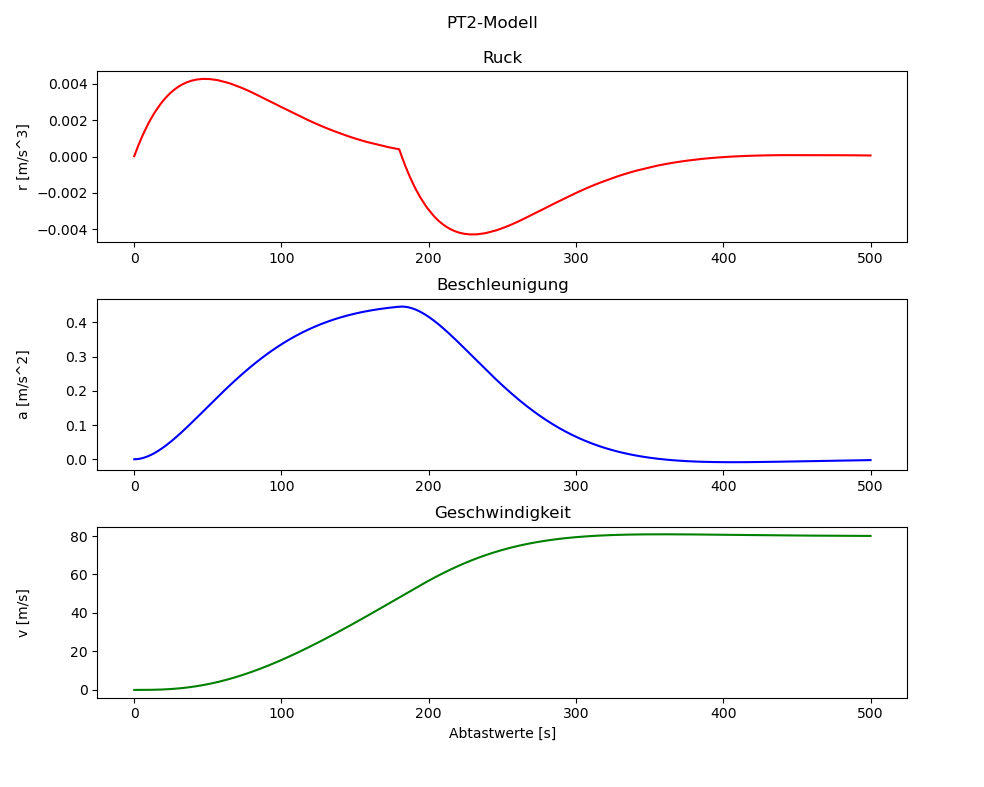 PT2-Modell
Ruck
r [m/s^3]
0.004
0.002
0.000
−0.002
−0.004
0 100 200 300 400 500
Beschleunigung
a [m/s^2]
0.4
0.3
0.2
0.1
0.0
0 100 200 300 400 500
Geschwindigkeit
v [m/s]
80
60
40
20
0
0 100 200 300 400 500
Abtastwerte [s]